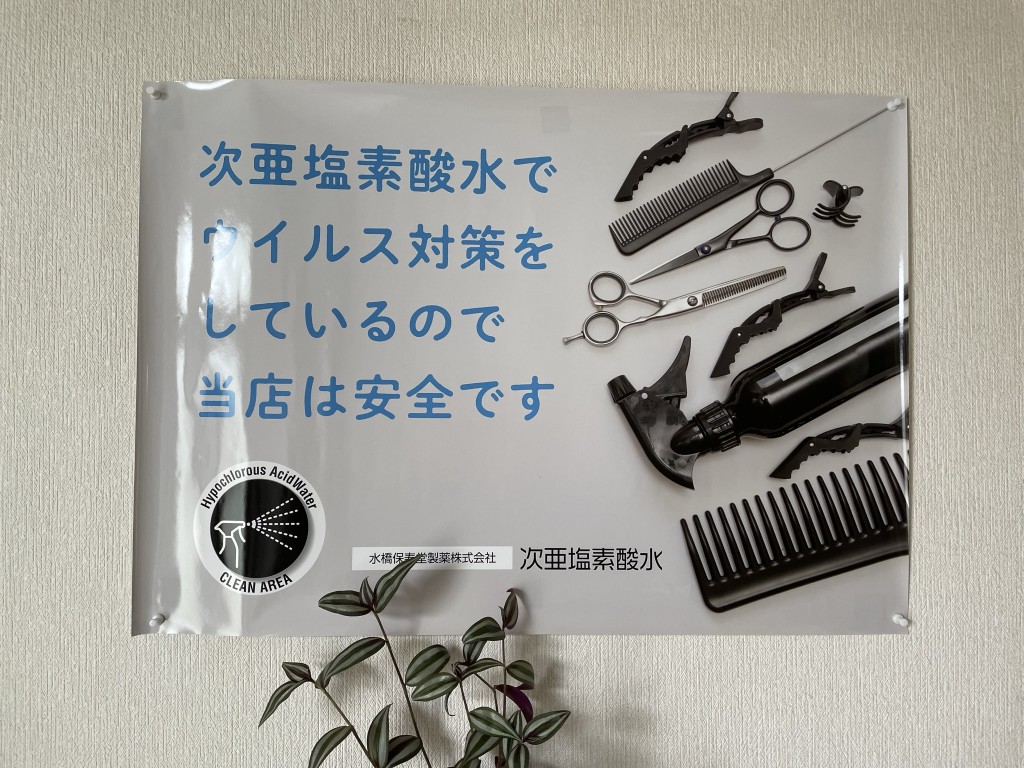 次亜塩素酸水で
ウイルス対策を
しているので
当店は安全です
Hypochlorous AcidWater
CLEAN AREA
水橋保寿堂製薬株式会社
次亜塩素酸水